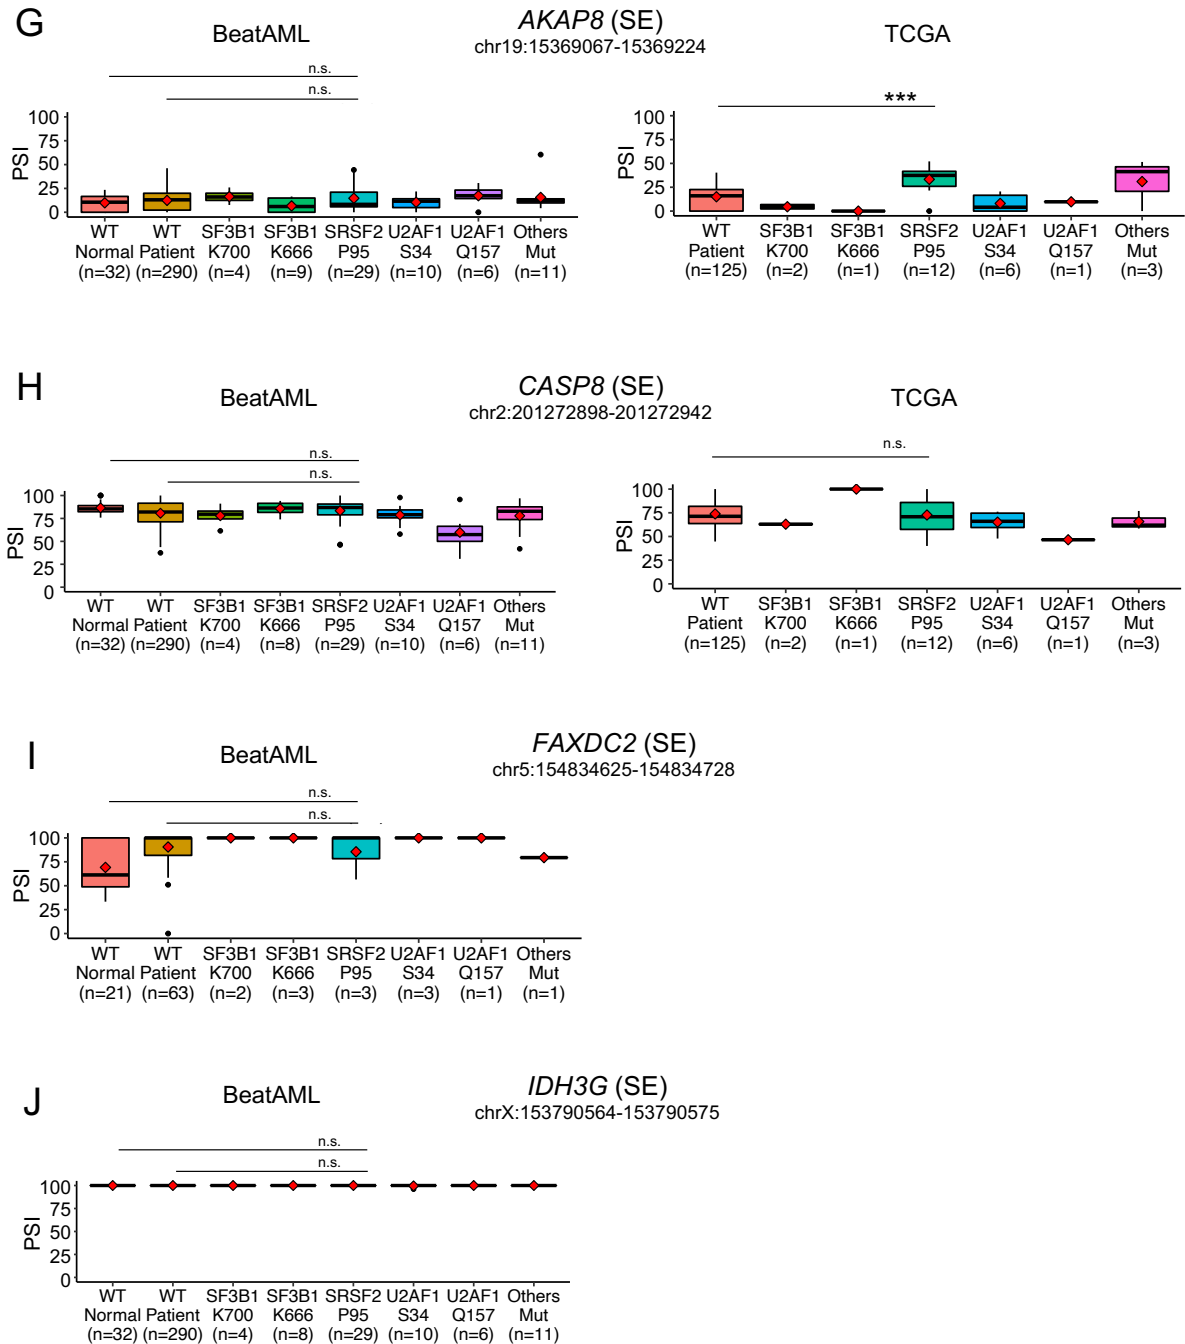 G
BeatAML
AKAP8 (SE)
chr19:15369067-15369224
TCGA
n.s.
n.s.
***
PSI
100
75
50
25
0
WT Normal (n=32)
WT Patient (n=290)
SF3B1 K700 (n=4)
SF3B1 K666 (n=9)
SRSF2 P95 (n=29)
U2AF1 S34 (n=10)
U2AF1 Q157 (n=6)
Others Mut (n=11)
PSI
100
75
50
25
0
WT Patient (n=125)
SF3B1 K700 (n=2)
SF3B1 K666 (n=1)
SRSF2 P95 (n=12)
U2AF1 S34 (n=6)
U2AF1 Q157 (n=1)
Others Mut (n=3)
H
BeatAML
CASP8 (SE)
chr2:201272898-201272942
TCGA
n.s.
n.s.
n.s.
PSI
100
75
50
25
0
WT Normal (n=32)
WT Patient (n=290)
SF3B1 K700 (n=4)
SF3B1 K666 (n=8)
SRSF2 P95 (n=29)
U2AF1 S34 (n=10)
U2AF1 Q157 (n=6)
Others Mut (n=11)
PSI
100
75
50
25
0
WT Patient (n=125)
SF3B1 K700 (n=2)
SF3B1 K666 (n=1)
SRSF2 P95 (n=12)
U2AF1 S34 (n=6)
U2AF1 Q157 (n=1)
Others Mut (n=3)
I
BeatAML
FAXDC2 (SE)
chr5:154834625-154834728
n.s.
n.s.
PSI
100
75
50
25
0
WT Normal (n=21)
WT Patient (n=63)
SF3B1 K700 (n=2)
SF3B1 K666 (n=3)
SRSF2 P95 (n=3)
U2AF1 S34 (n=3)
U2AF1 Q157 (n=1)
Others Mut (n=1)
J
BeatAML
IDH3G (SE)
chrX:153790564-153790575
n.s.
n.s.
PSI
100
75
50
25
0
WT Normal (n=32)
WT Patient (n=290)
SF3B1 K700 (n=4)
SF3B1 K666 (n=8)
SRSF2 P95 (n=29)
U2AF1 S34 (n=10)
U2AF1 Q157 (n=6)
Others Mut (n=11)